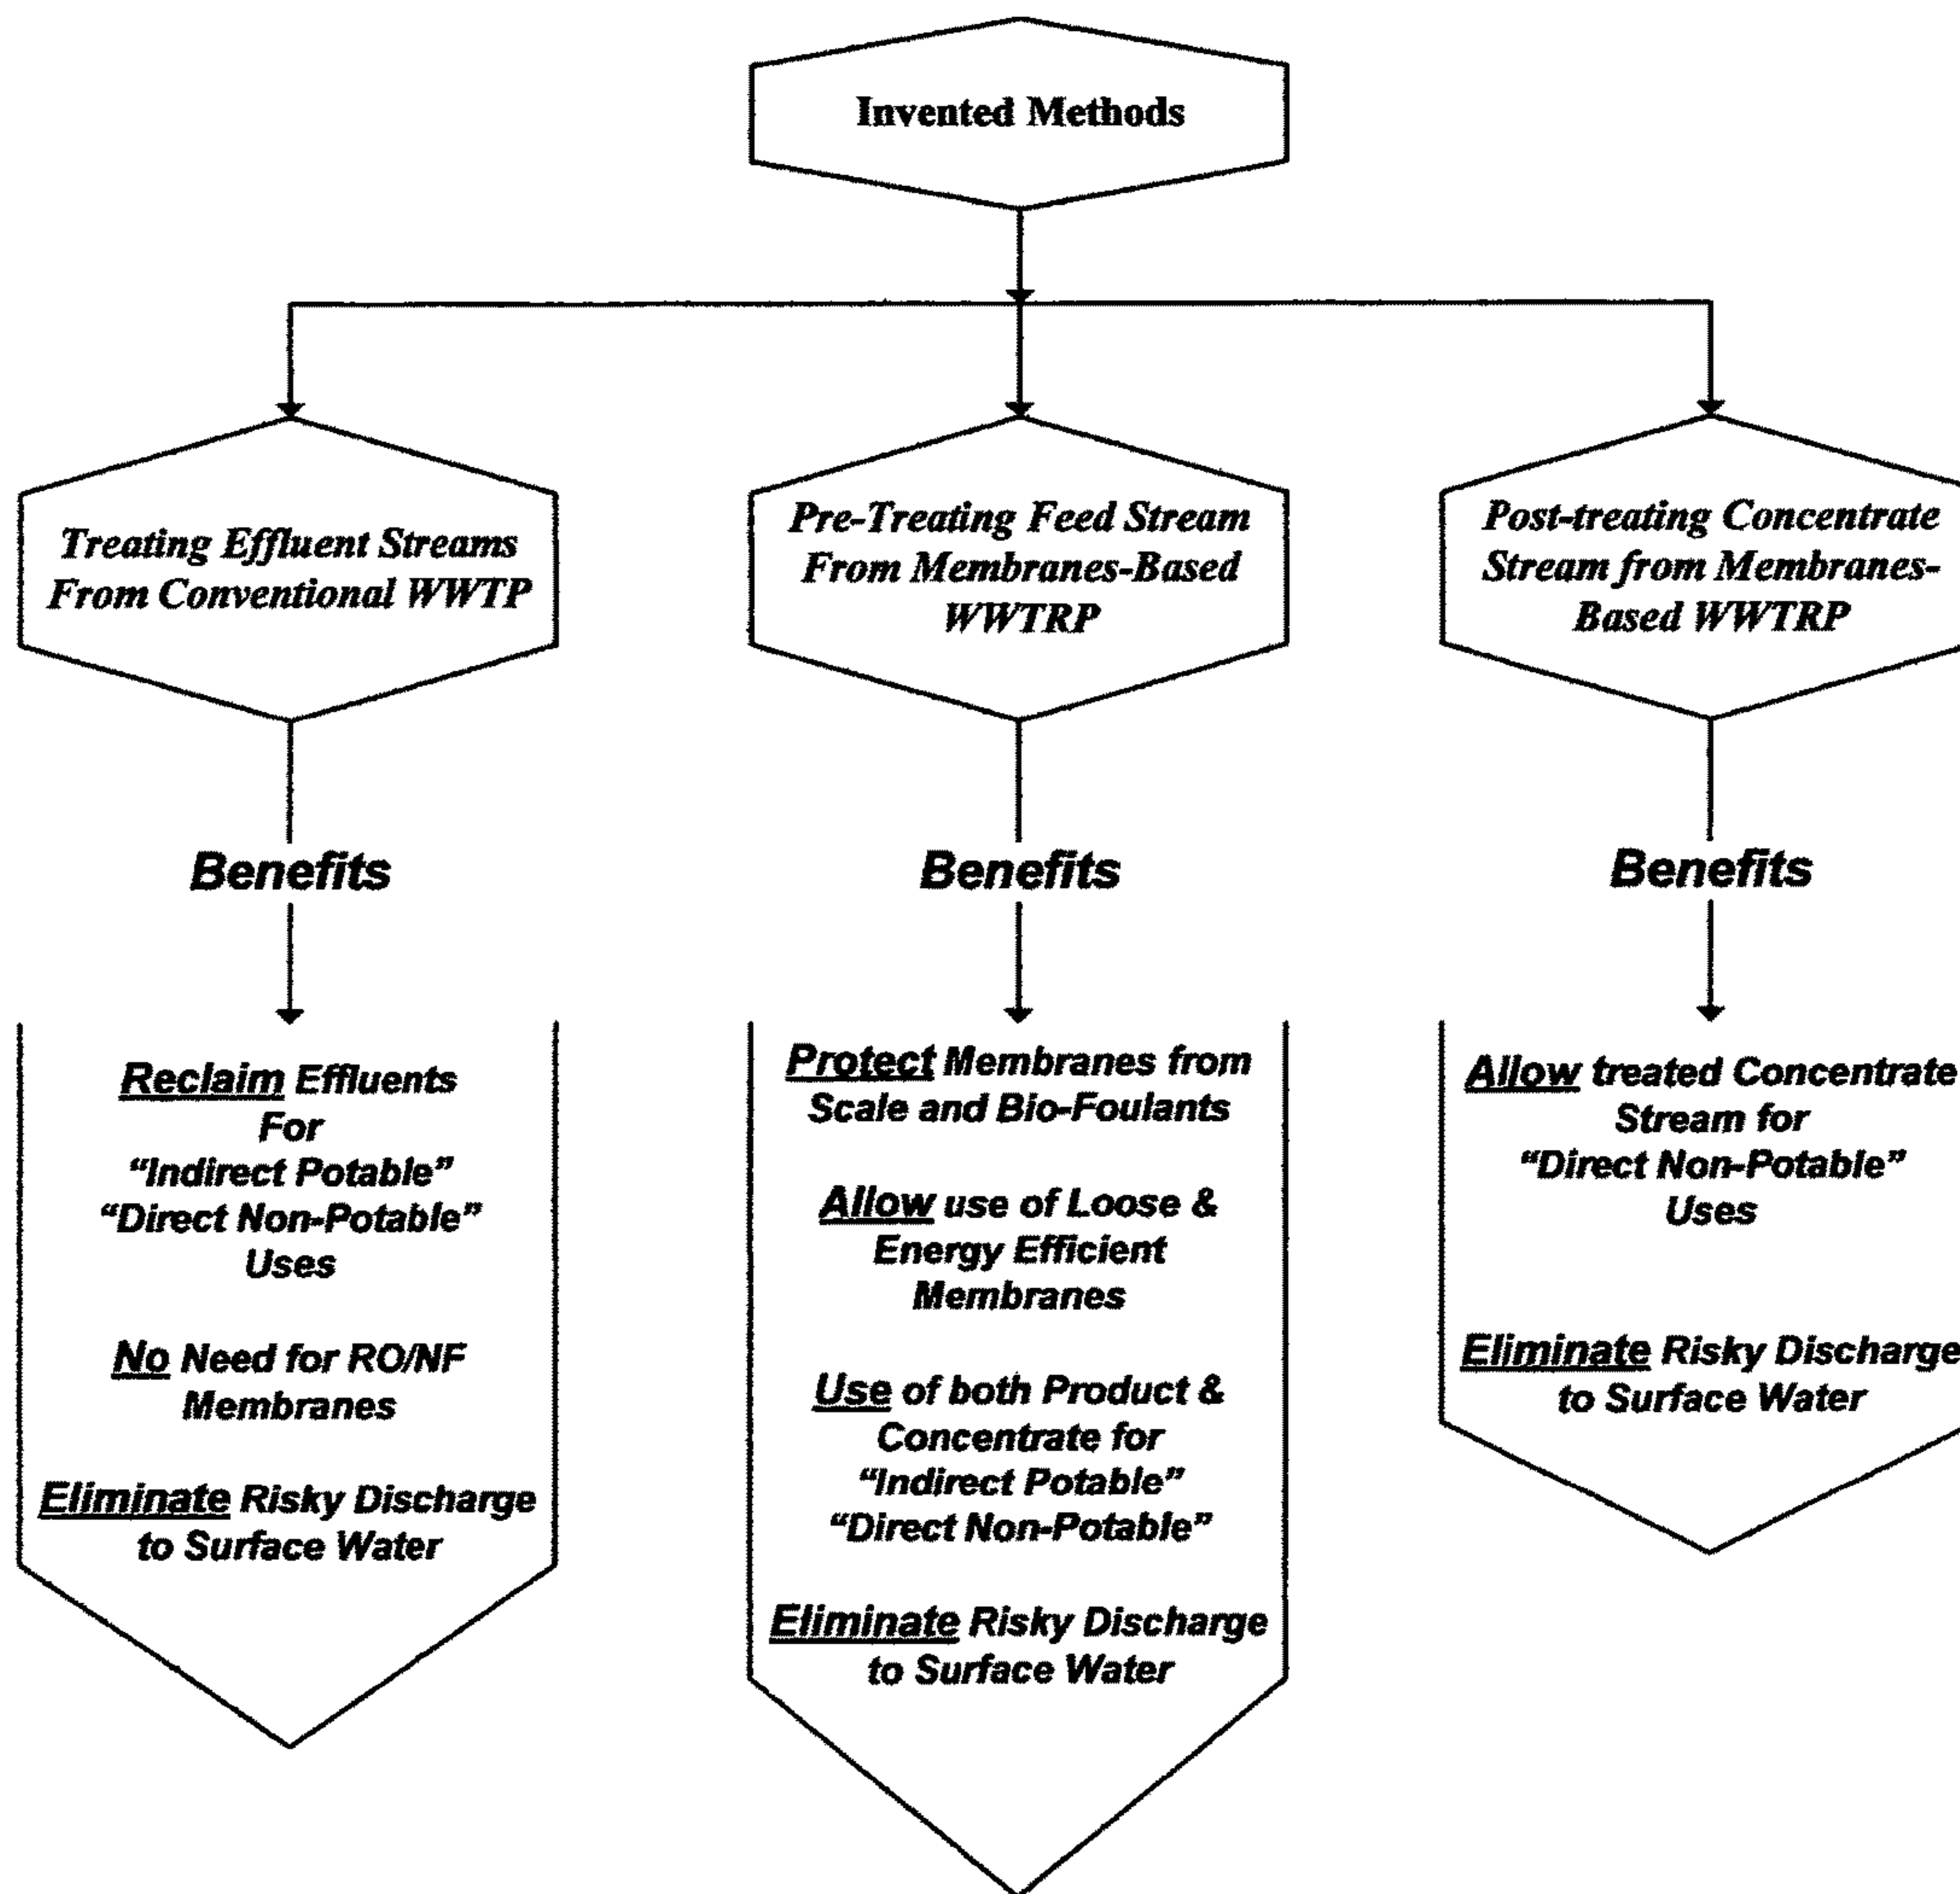 Invented Methods
Treating Effluent Streams
From Conventional WWTP
Pre-Treating Feed Stream
From Membranes-Based
WWTRP
Post-treating Concentrate
Stream from Membranes-
Based WWTRP
Benefits
Benefits
Benefits
Reclaim Effluents
For
“Indirect Potable”
“Direct Non-Potable”
Uses
No Need for RO/NF
Membranes
Eliminate Risky Discharge
to Surface Water
Protect Membranes from
Scale and Bio-Foulants
Allow use of Loose &
Energy Efficient
Membranes
Use of both Product &
Concentrate for
“Indirect Potable”
“Direct Non-Potable”
Eliminate Risky Discharge
to Surface Water
Allow treated Concentrate
Stream for
“Direct Non-Potable”
Uses
Eliminate Risky Discharge
to Surface Water